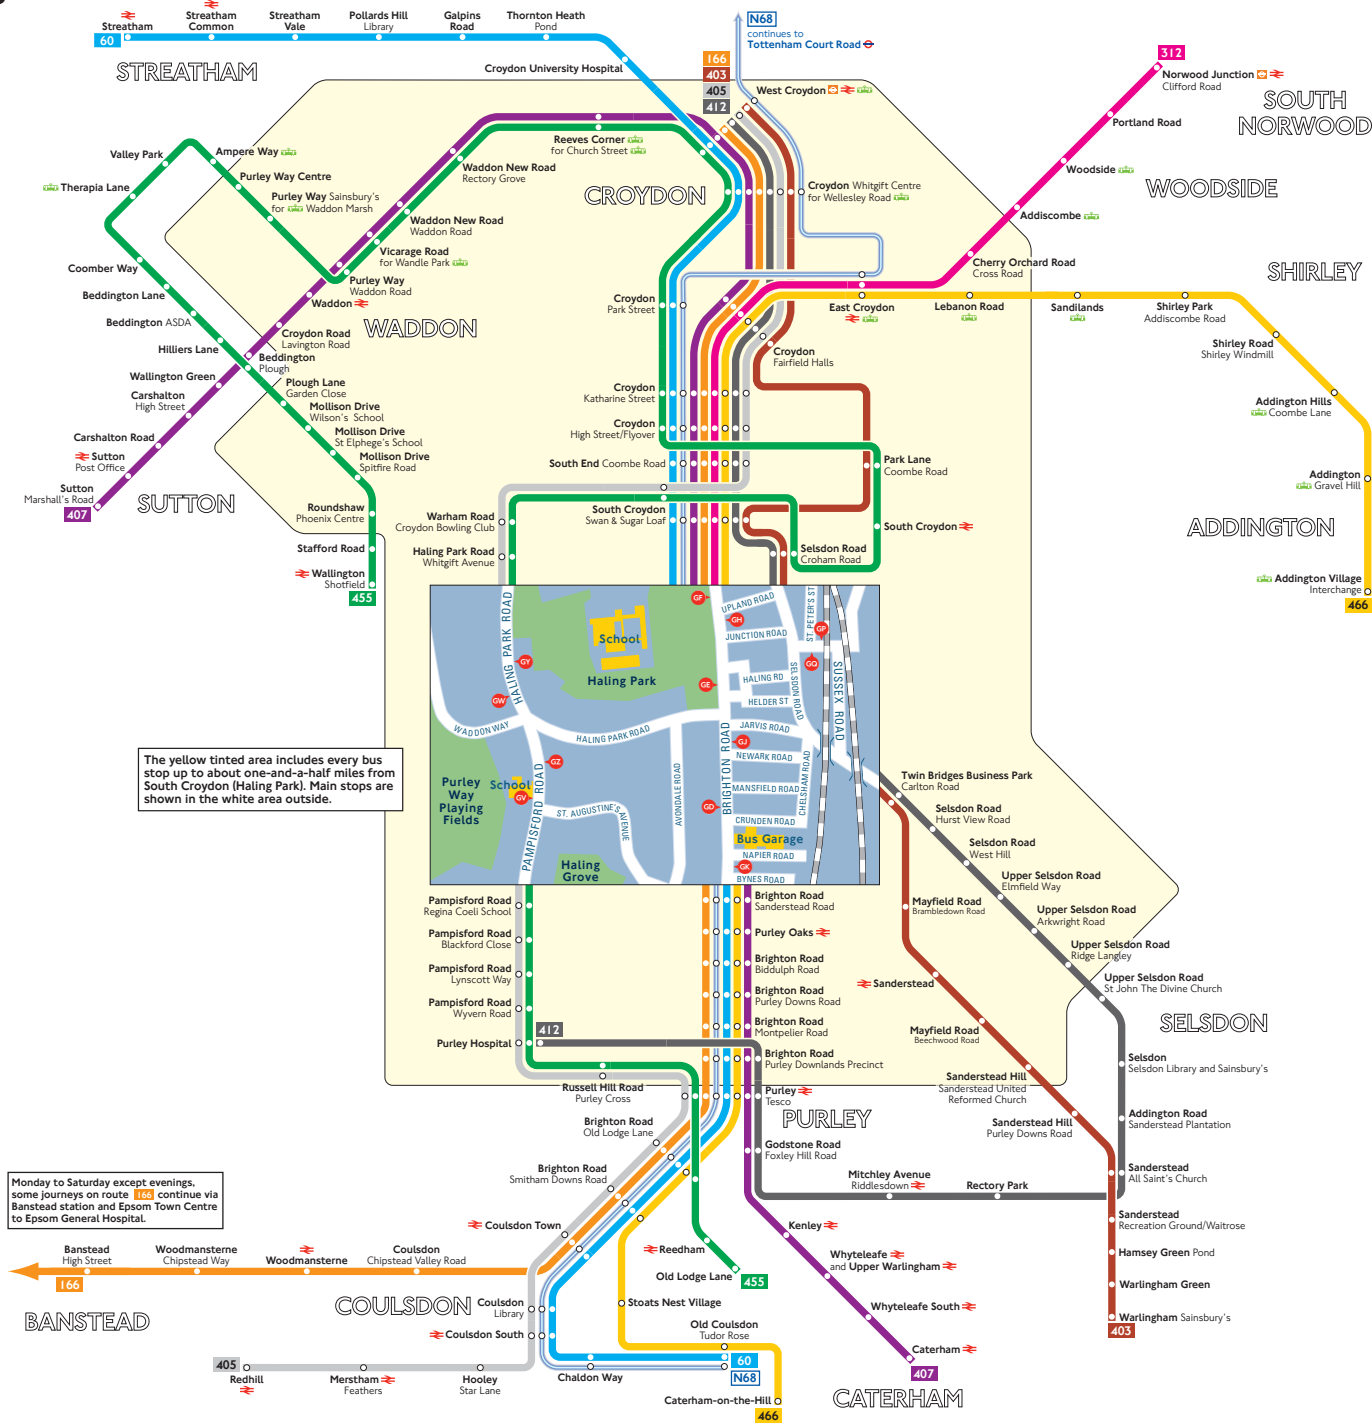 Streatham
60
Streatham
Common
Streatham
Vale
Pollards Hill
Library
Galpins
Road
Thornton Heath
Pond
Croydon University Hospital
STREATHAM
N68
continues to
Tottenham Court Road
166
403
405
412
West Croydon
312
Norwood Junction
Clifford Road
SOUTH
NORWOOD
Portland Road
Woodside
WOODSIDE
Addiscombe
Cherry Orchard Road
Cross Road
SHIRLEY
Valley Park
Ampere Way
Therapia Lane
Purley Way Centre
Purley Way Sainsbury's
for Waddon Marsh
Reeves Corner
for Church Street
Waddon New Road
Rectory Grove
CROYDON
Croydon Whitgift Centre
for Wellesley Road
Waddon New Road
Waddon Road
Vicarage Road
for Wandle Park
Purley Way
Waddon Road
Waddon
WADDON
Coomber Way
Beddington Lane
Beddington ASDA
Hilliers Lane
Croydon Road
Lavington Road
Beddington
Plough
Wallington Green
Carshalton
High Street
Carshalton Road
Sutton
Post Office
Sutton
Marshall's Road
407
SUTTON
Plough Lane
Garden Close
Mollison Drive
Wilson's School
Mollison Drive
St Elphege's School
Mollison Drive
Spitfire Road
Roundshaw
Phoenix Centre
Stafford Road
Wallington
Shotfield
455
Croydon
Park Street
East Croydon
Lebanon Road
Sandilands
Shirley Park
Addiscombe Road
Shirley Road
Shirley Windmill
Addington Hills
Coombe Lane
Addington
Gravel Hill
ADDINGTON
Addington Village
Interchange
466
Croydon
Fairfield Halls
Croydon
Katharine Street
Croydon
High Street/Flyover
South End Coombe Road
Park Lane
Coombe Road
South Croydon
Swan & Sugar Loaf
South Croydon
Selsdon Road
Croham Road
Warham Road
Croydon Bowling Club
Haling Park Road
Whitgift Avenue
HALING PARK ROAD
School
Haling Park
GF
UPLAND ROAD
GH
JUNCTION ROAD
ST. PETER'S ST
GP
GQ
GY
GW
GE
HALING RD
HELDER ST
SELSDON ROAD
SUSSEX ROAD
WADDON WAY
HALING PARK ROAD
JARVIS ROAD
GJ
NEWARK ROAD
BRIGHTON ROAD
MANSFIELD ROAD
CHELSHAM ROAD
GZ
School
GV
Purley
Way
Playing
Fields
PAMPISFORD ROAD
ST. AUGUSTINE'S AVENUE
AVONDALE ROAD
GD
CRUNDEN ROAD
Bus Garage
NAPIER ROAD
GK
BYNES ROAD
Haling
Grove
The yellow tinted area includes every bus
stop up to about one-and-a-half miles from
South Croydon (Haling Park). Main stops are
shown in the white area outside.
Twin Bridges Business Park
Carlton Road
Selsdon Road
Hurst View Road
Selsdon Road
West Hill
Upper Selsdon Road
Elmfield Way
Upper Selsdon Road
Arkwright Road
Upper Selsdon Road
Ridge Langley
Upper Selsdon Road
St John The Divine Church
SELSDON
Selsdon
Selsdon Library and Sainsbury's
Addington Road
Sanderstead Plantation
Sanderstead
All Saint's Church
Mayfield Road
Brambledown Road
Sanderstead
Mayfield Road
Beechwood Road
Sanderstead Hill
Sanderstead United
Reformed Church
Sanderstead Hill
Purley Downs Road
Sanderstead
Recreation Ground/Waitrose
Hamsey Green Pond
Warlingham Green
Warlingham Sainsbury's
403
Pampisford Road
Regina Coeli School
Pampisford Road
Blackford Close
Pampisford Road
Lynscott Way
Pampisford Road
Wyvern Road
Purley Hospital
412
Brighton Road
Sanderstead Road
Purley Oaks
Brighton Road
Biddulph Road
Brighton Road
Purley Downs Road
Brighton Road
Montpelier Road
Brighton Road
Purley Downlands Precinct
Purley
Tesco
PURLEY
Russell Hill Road
Purley Cross
Brighton Road
Old Lodge Lane
Godstone Road
Foxley Hill Road
Mitchley Avenue
Riddlesdown
Rectory Park
Brighton Road
Smitham Downs Road
Coulsdon Town
Reedham
Old Lodge Lane
455
Kenley
Whyteleafe
and Upper Warlingham
Whyteleafe South
Caterham
407
CATERHAM
Monday to Saturday except evenings,
some journeys on route 166 continue via
Banstead station and Epsom Town Centre
to Epsom General Hospital.
Banstead
High Street
166
Woodmansterne
Chipstead Way
Woodmansterne
Coulsdon
Chipstead Valley Road
BANSTEAD
COULSDON
Coulsdon
Library
Coulsdon South
Stoats Nest Village
Old Coulsdon
Tudor Rose
60
N68
Chaldon Way
Caterham-on-the-Hill
466
405
Redhill
Merstham
Feathers
Hooley
Star Lane